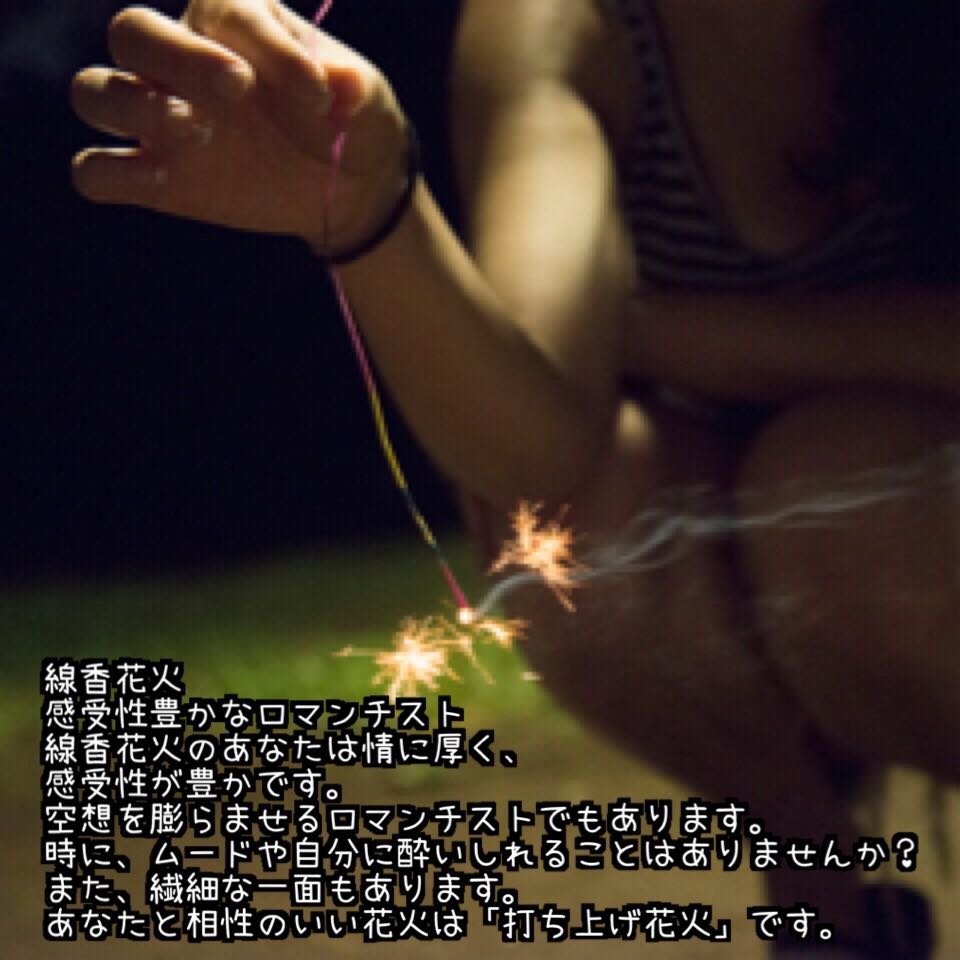 線香花火
感受性豊かなロマンチスト
線香花火のあなたは情に厚く、
感受性が豊かです。
空想を膨らませるロマンチストでもあります。
時に、ムードや自分に酔いしれることはありませんか?
また、繊細な一面もあります。
あなたと相性のいい花火は「打ち上げ花火」です。